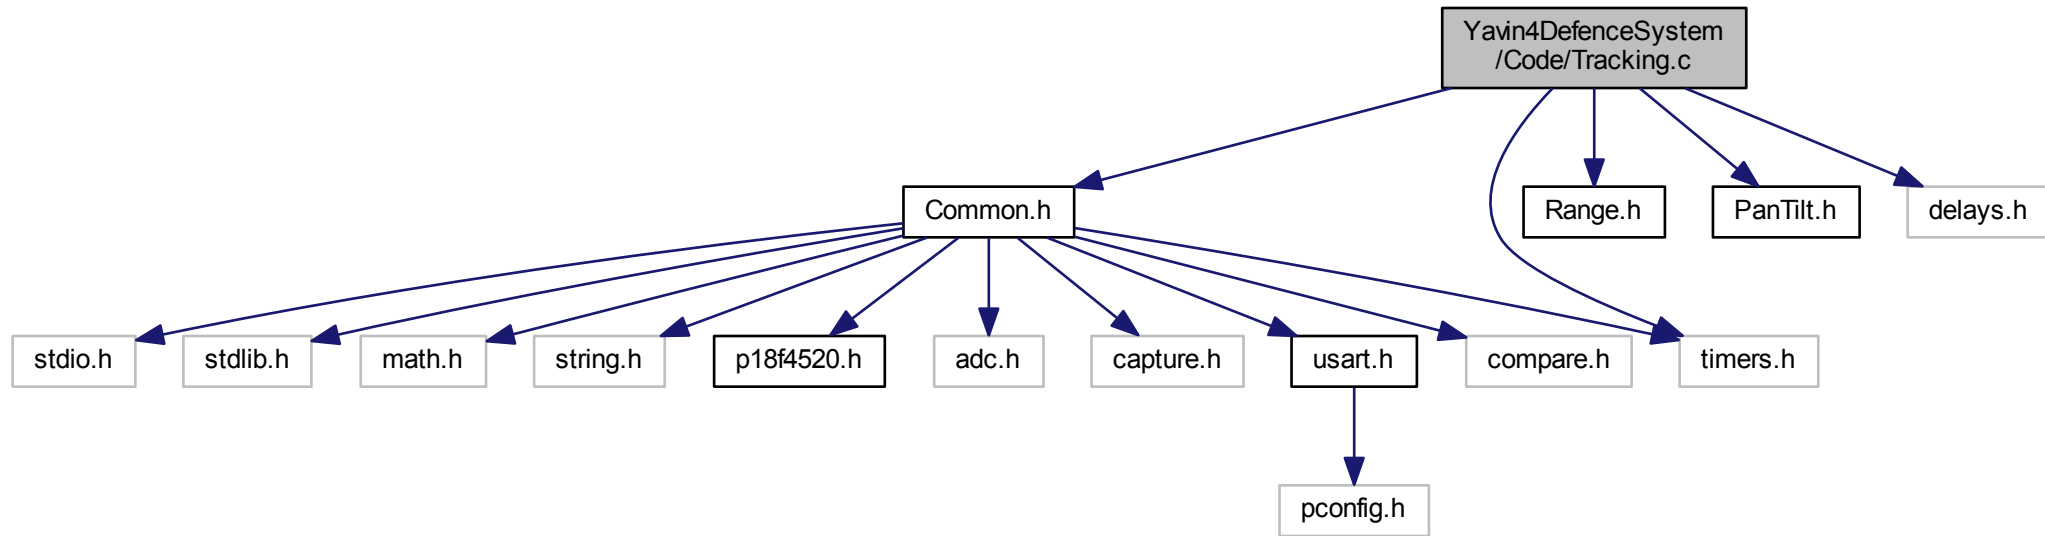 Yavin4DefenceSystem
/Code/Tracking.c
Common.h
Range.h
PanTilt.h
delays.h
stdio.h
stdlib.h
math.h
string.h
p18f4520.h
adc.h
capture.h
usart.h
compare.h
timers.h
pconfig.h